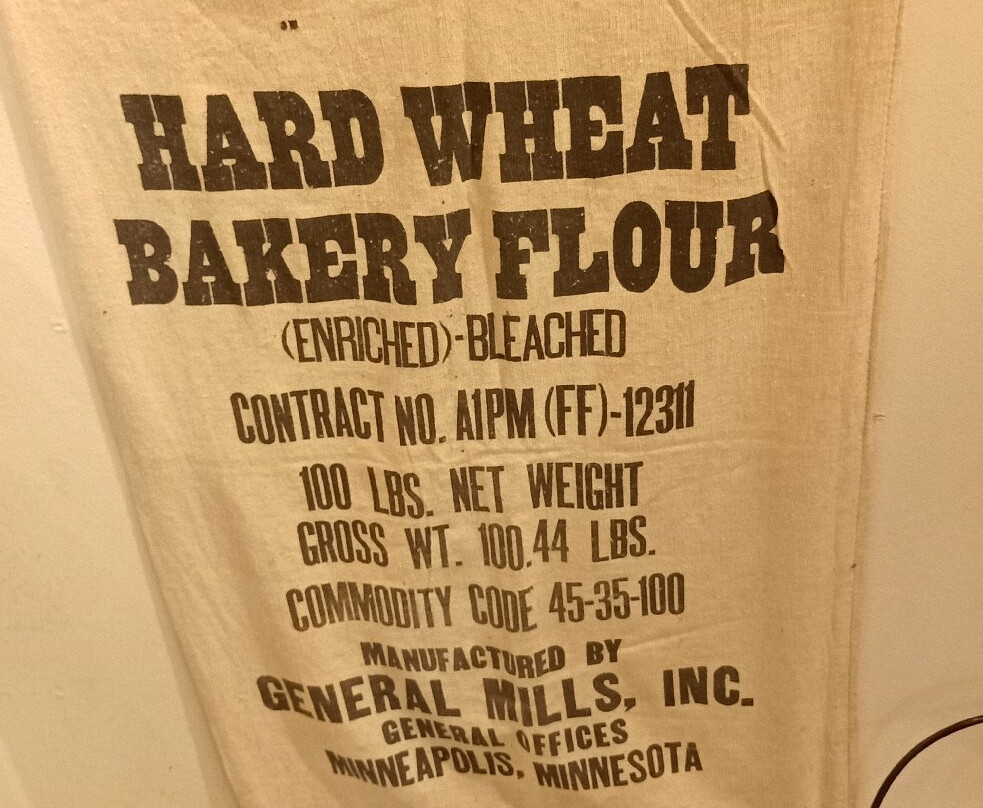 HARD WHEAT
BAKERY FLOUR
(ENRICHED)-BLEACHED
CONTRACT NO. A1PM (FF)-12311
100 LBS. NET WEIGHT
GROSS WT. 100.44 LBS.
COMMODITY CODE 45-35-100
MANUFACTURED BY
GENERAL MILLS, INC.
GENERAL OFFICES
MINNEAPOLIS, MINNESOTA